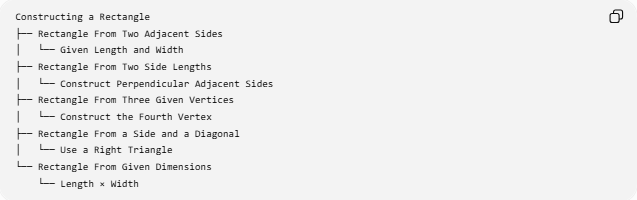 Constructing a Rectangle
├── Rectangle From Two Adjacent Sides
│   └── Given Length and Width
├── Rectangle From Two Side Lengths
│   └── Construct Perpendicular Adjacent Sides
├── Rectangle From Three Given Vertices
│   └── Construct the Fourth Vertex
├── Rectangle From a Side and a Diagonal
│   └── Use a Right Triangle
└── Rectangle From Given Dimensions
    └── Length × Width